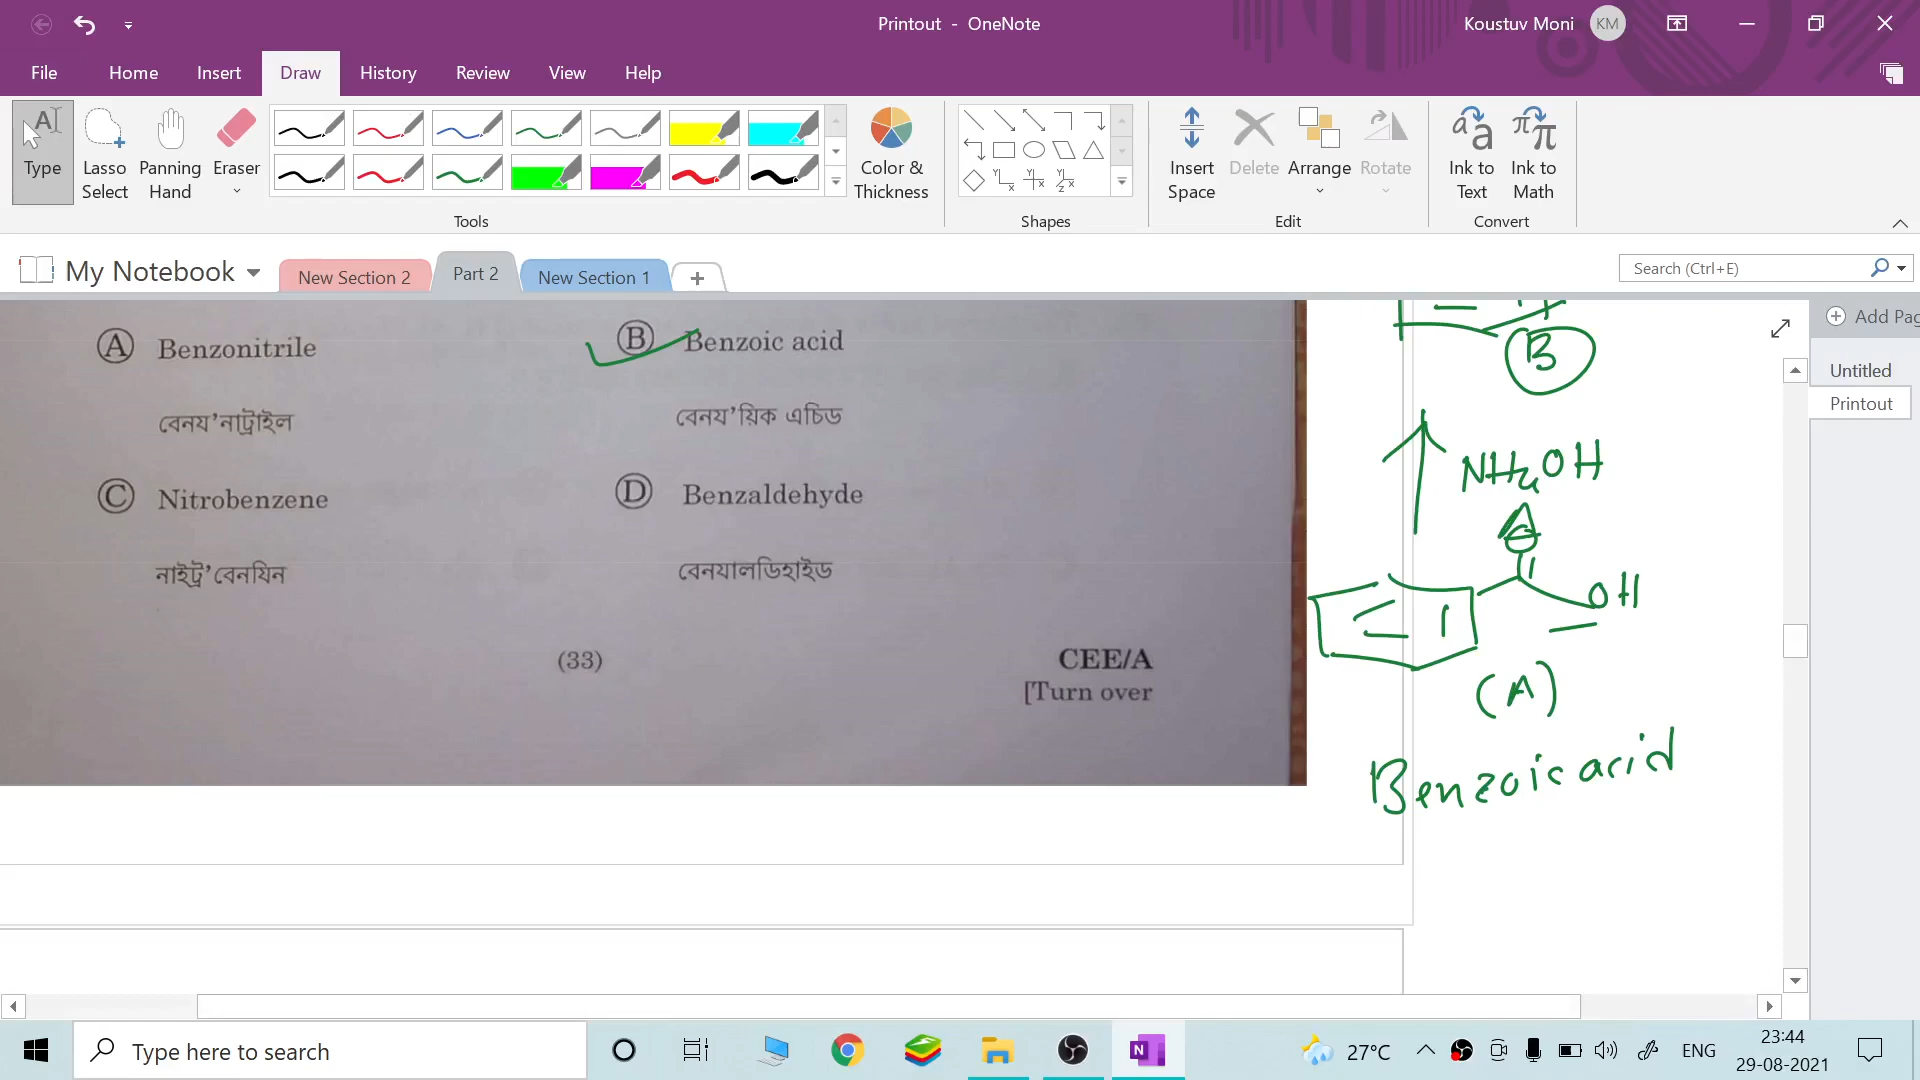 Printout - OneNote
Koustuv Moni KM
File Home Insert Draw History Review View Help
Type
Lasso Select
Panning Hand
Eraser
Color & Thickness
Insert Space
Delete
Arrange
Rotate
Ink to Text
Ink to Math
Tools
Shapes
Edit
Convert
My Notebook
New Section 2
Part 2
New Section 1
Search (Ctrl+E)
Add Pag
Untitled
Printout
Ⓐ Benzonitrile
Ⓑ Benzoic acid
বেনয'নাট্ৰাইল
বেনয'য়িক এচিড
Ⓒ Nitrobenzene
Ⓓ Benzaldehyde
নাইট্ৰ'বেনযিন
বেনযালডিহাইড
(33)
CEE/A
[Turn over
B
NH4OH
Δ
O
OH
(A)
Benzoic acid
Type here to search
27°C
ENG
23:44
29-08-2021